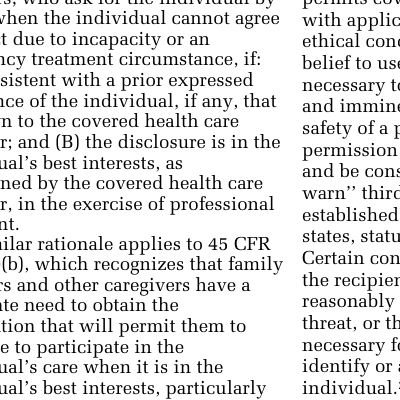 rs, who ask for the individual by
when the individual cannot agree
ct due to incapacity or an
ncy treatment circumstance, if:
sistent with a prior expressed
nce of the individual, if any, that
n to the covered health care
r; and (B) the disclosure is in the
ual's best interests, as
ned by the covered health care
r, in the exercise of professional
nt.
milar rationale applies to 45 CFR
(b), which recognizes that family
rs and other caregivers have a
ate need to obtain the
ation that will permit them to
e to participate in the
ual's care when it is in the
ual's best interests, particularly
permits cov
with applic
ethical conc
belief to us
necessary to
and immine
safety of a p
permission
and be cons
warn'' third
established
states, statu
Certain con
the recipien
reasonably
threat, or th
necessary fo
identify or a
individual.